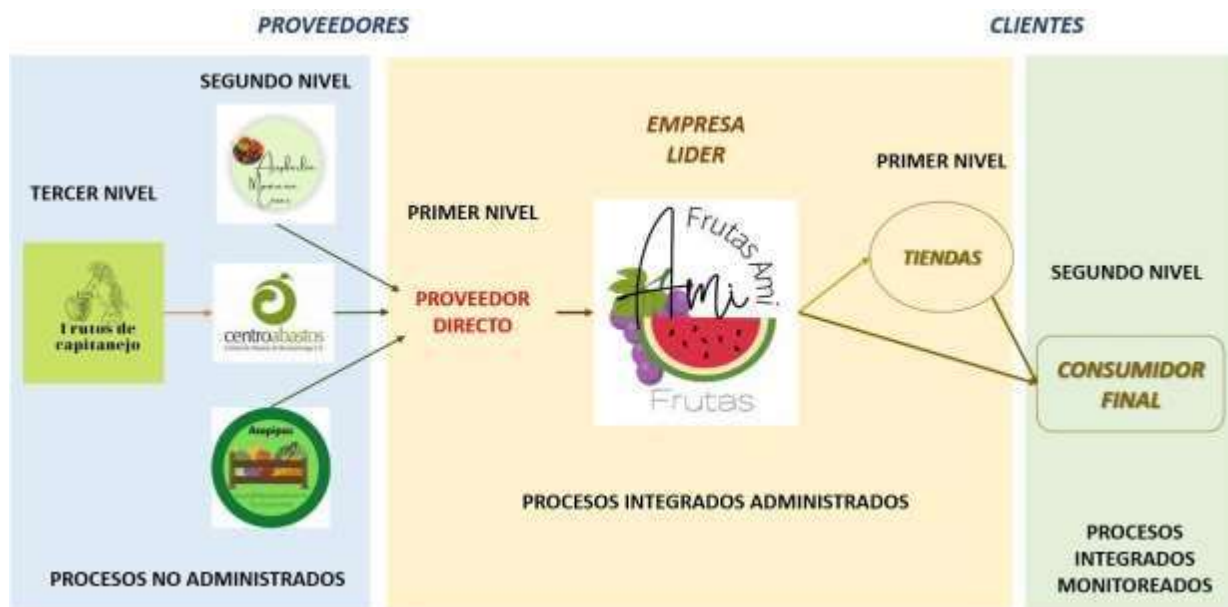 PROVEEDORES
CLIENTES
SEGUNDO NIVEL
EMPRESA
LIDER
PRIMER NIVEL
TERCER NIVEL
PRIMER NIVEL
Frutas Ami
Ami
TIENDAS
SEGUNDO NIVEL
Frutos de
capitanejo
centroabastos
PROVEEDOR
DIRECTO
CONSUMIDOR
FINAL
Frutas
Asopipas
PROCESOS INTEGRADOS ADMINISTRADOS
PROCESOS
INTEGRADOS
MONITOREADOS
PROCESOS NO ADMINISTRADOS